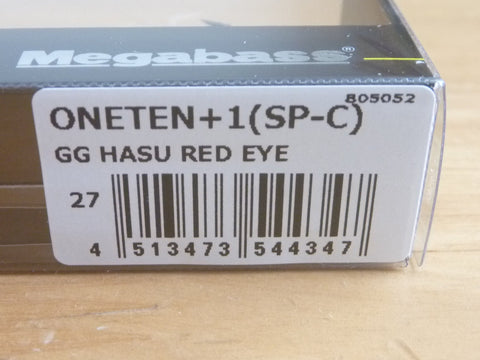 Megabass®
805052
ONETEN+1(SP-C)
GG HASU RED EYE
27
4 513473 544347